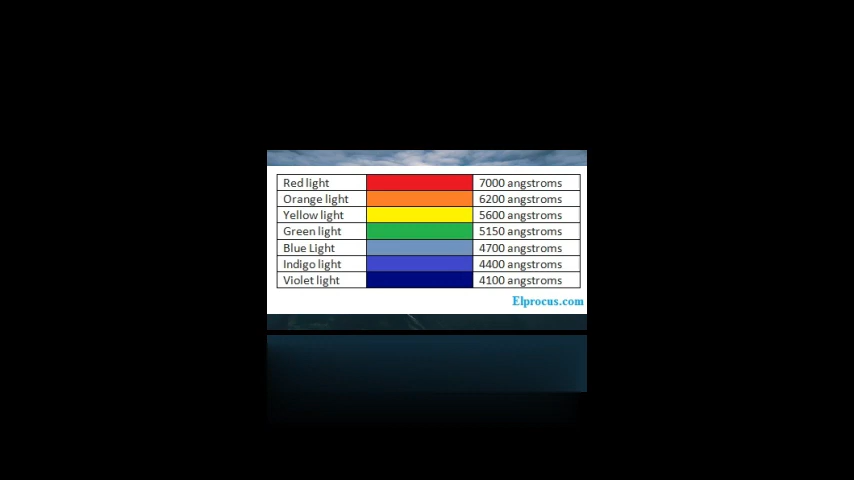 Red light 7000 angstroms
Orange light 6200 angstroms
Yellow light 5600 angstroms
Green light 5150 angstroms
Blue Light 4700 angstroms
Indigo light 4400 angstroms
Violet light 4100 angstroms
Elprocus.com